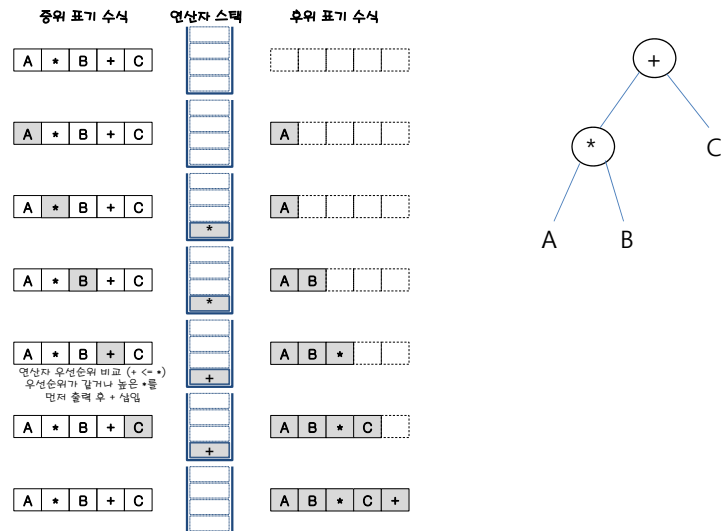 중위 표기 수식 연산자 스택 후위 표기 수식
A * B + C
A * B + C A
A * B + C * A
A * B + C * A B
A * B + C + A B *
연산자 우선순위 비교 (+ <= *)
우선순위가 같거나 높은 *를
먼저 출력 후 + 삽입
A * B + C + A B * C
A * B + C A B * C +
+
* C
A B